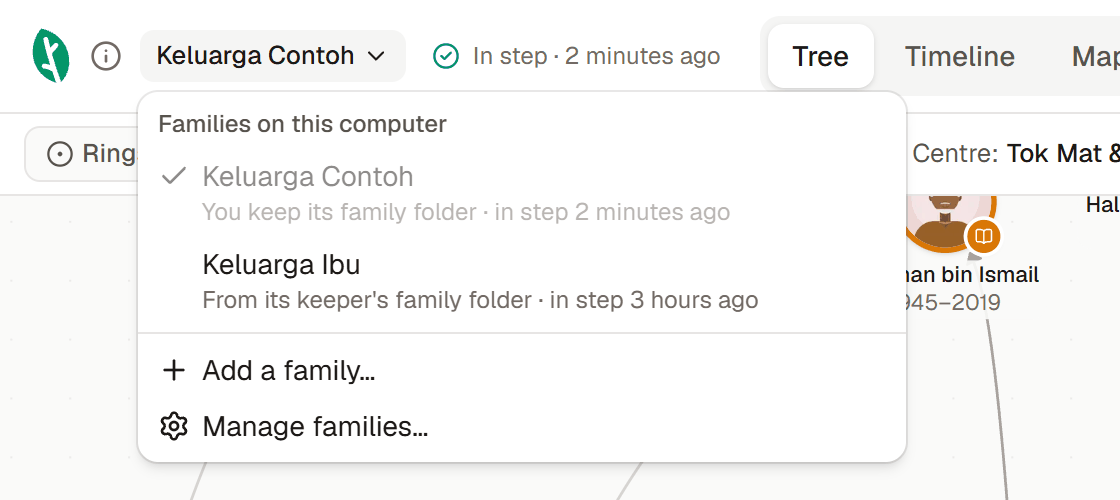 Keluarga Contoh
In step · 2 minutes ago
Tree
Timeline
Families on this computer
Centre: Tok Mat &
Keluarga Contoh
You keep its family folder · in step 2 minutes ago
Keluarga Ibu
From its keeper's family folder · in step 3 hours ago
bin Ismail
2019
Add a family...
Manage families...